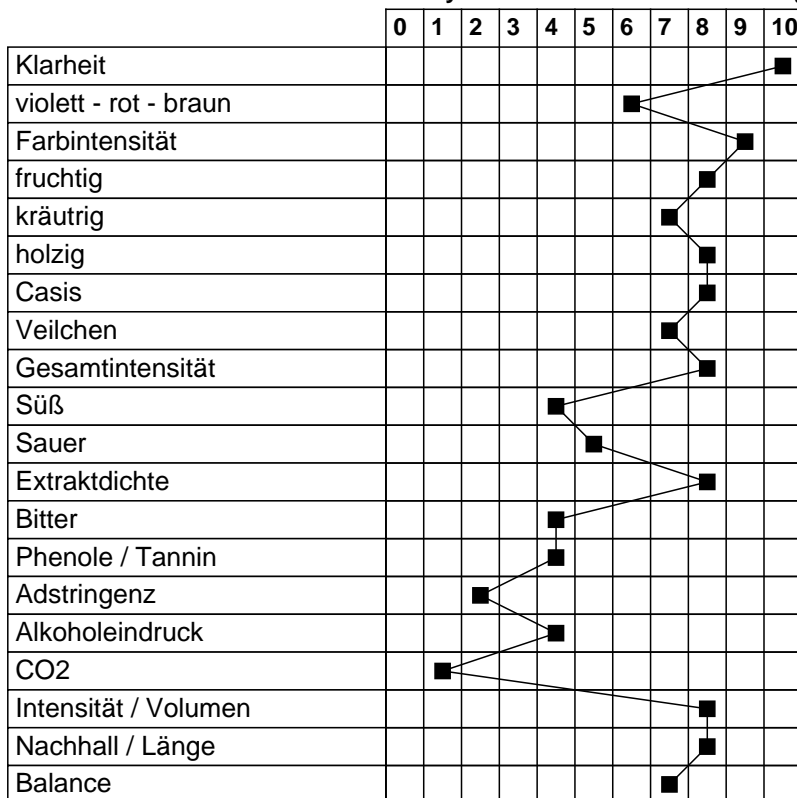 0 1 2 3 4 5 6 7 8 9 10
Klarheit
violett - rot - braun
Farbintensität
fruchtig
kräutrig
holzig
Casis
Veilchen
Gesamtintensität
Süß
Sauer
Extraktdichte
Bitter
Phenole / Tannin
Adstringenz
Alkoholeindruck
CO2
Intensität / Volumen
Nachhall / Länge
Balance